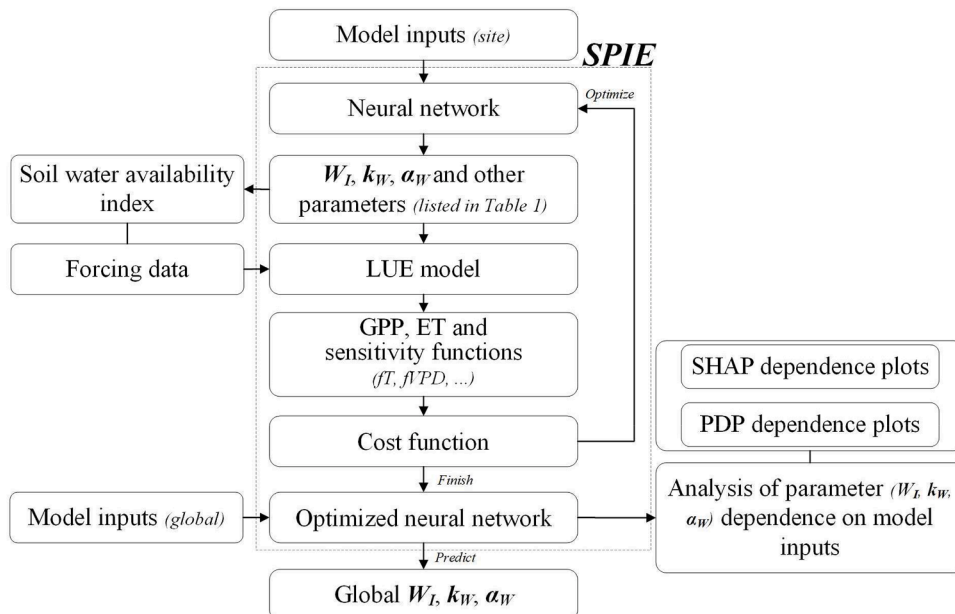 Model inputs (site)
SPIE
Neural network
Optimize
W_I, k_W, α_W and other
parameters (listed in Table 1)
Soil water availability
index
Forcing data
LUE model
GPP, ET and
sensitivity functions
(fT, fVPD, ...)
SHAP dependence plots
PDP dependence plots
Cost function
Finish
Model inputs (global)
Optimized neural network
Analysis of parameter (W_I, k_W,
α_W) dependence on model
inputs
Predict
Global W_I, k_W, α_W